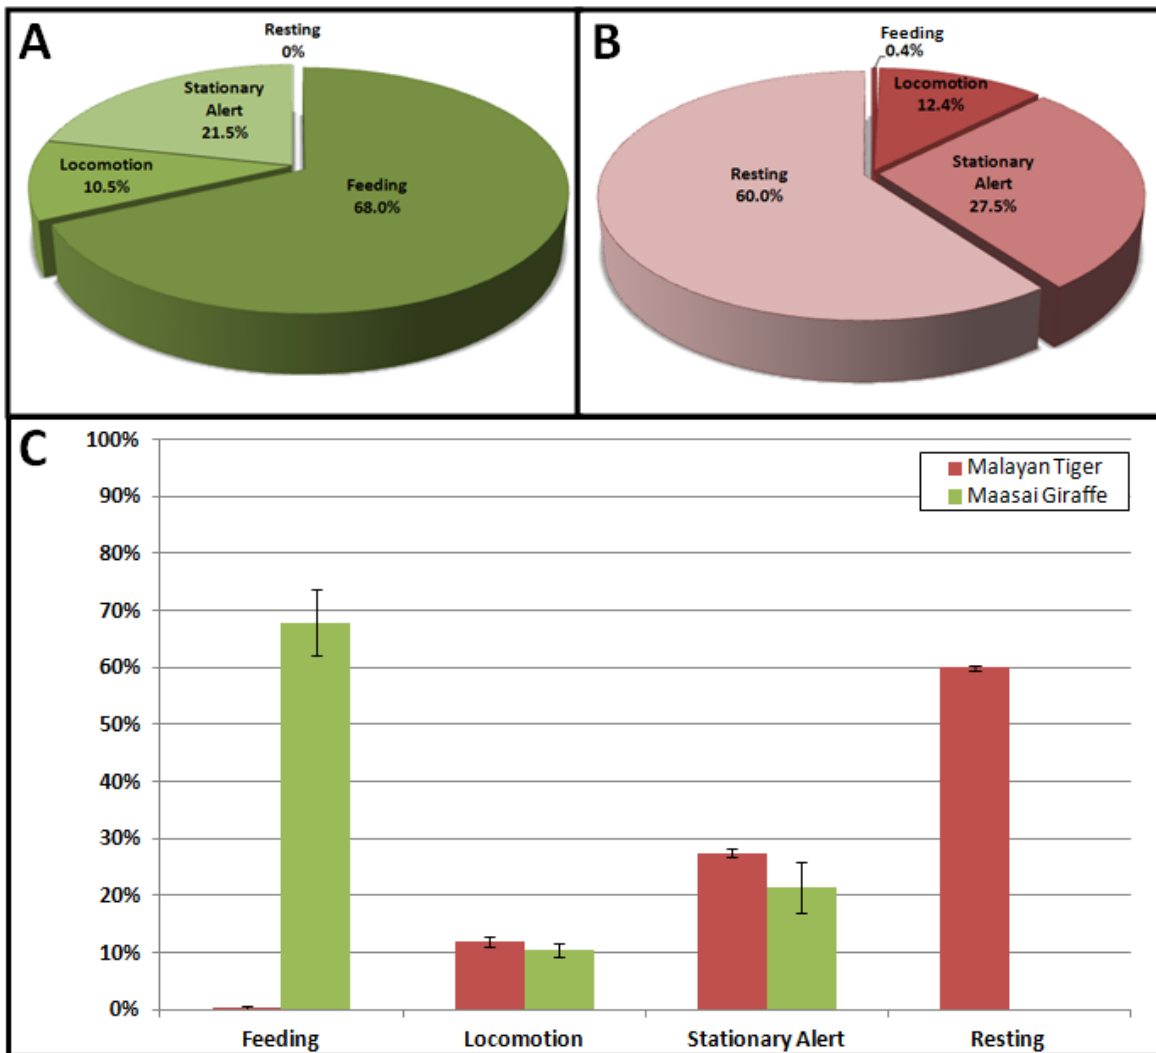 A
Resting
0%
Stationary
Alert
21.5%
Locomotion
10.5%
Feeding
68.0%
B
Feeding
0.4%
Locomotion
12.4%
Stationary
Alert
27.5%
Resting
60.0%
C
Malayan Tiger
Maasai Giraffe
100%
90%
80%
70%
60%
50%
40%
30%
20%
10%
0%
Feeding Locomotion Stationary Alert Resting